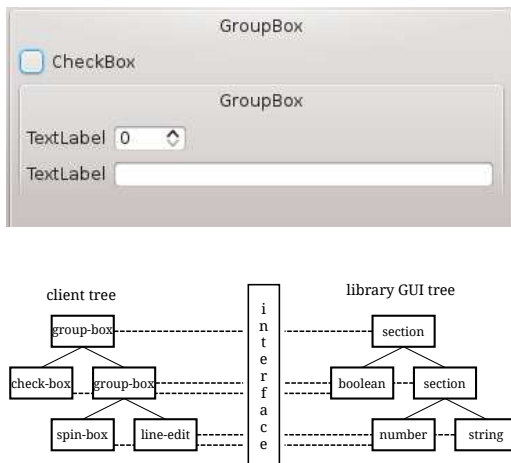 GroupBox
CheckBox
GroupBox
TextLabel 0
TextLabel
client tree
library GUI tree
interface
group-box
section
check-box
group-box
boolean
section
spin-box
line-edit
number
string